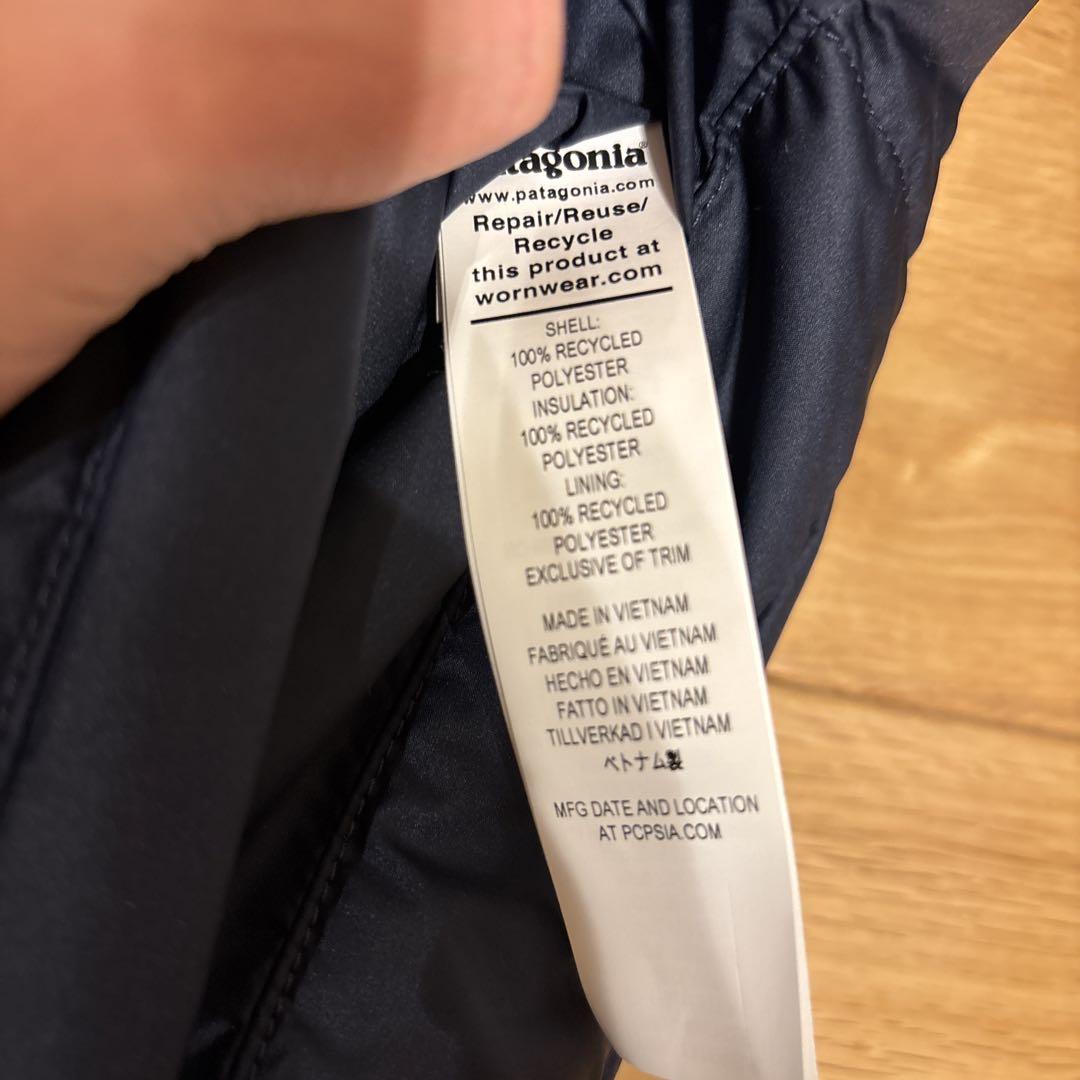 tagonia®
www.patagonia.com
Repair/Reuse/
Recycle
this product at
wornwear.com
SHELL:
100% RECYCLED
POLYESTER
INSULATION:
100% RECYCLED
POLYESTER
LINING:
100% RECYCLED
POLYESTER
EXCLUSIVE OF TRIM
MADE IN VIETNAM
FABRIQUÉ AU VIETNAM
HECHO EN VIETNAM
FATTO IN VIETNAM
TILLVERKAD I VIETNAM
ベトナム製
MFG DATE AND LOCATION
AT PCPSIA.COM